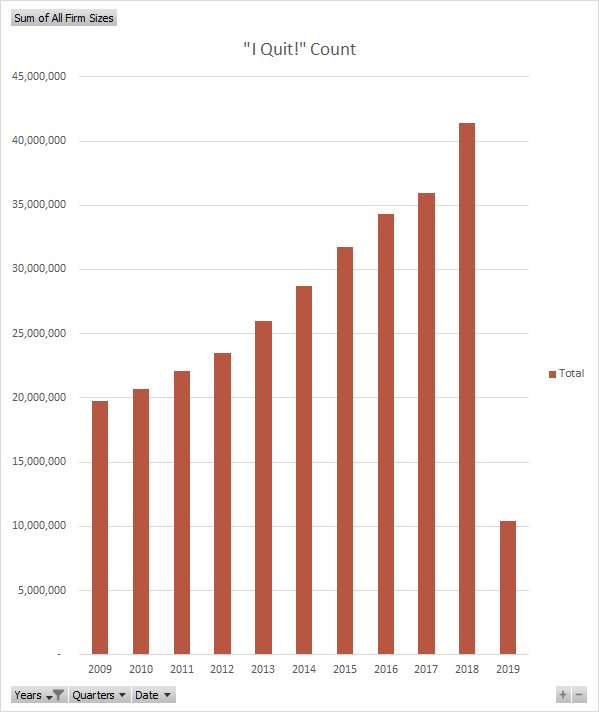 Sum of All Firm Sizes
"I Quit!" Count
45,000,000
40,000,000
35,000,000
30,000,000
25,000,000
20,000,000
15,000,000
10,000,000
5,000,000
-
Total
2009 2010 2011 2012 2013 2014 2015 2016 2017 2018 2019
Years Quarters Date + -